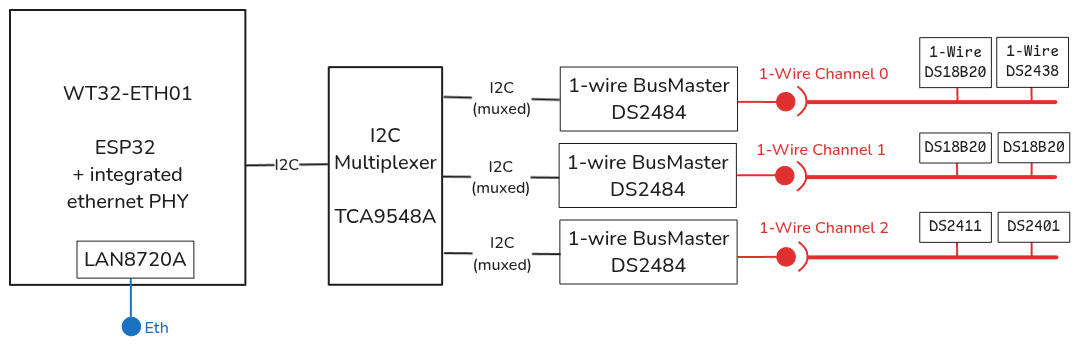 WT32-ETH01
ESP32
+ integrated
ethernet PHY
LAN8720A
Eth
I2C
I2C
Multiplexer
TCA9548A
I2C
(muxed)
1-wire BusMaster
DS2484
1-Wire Channel 0
1-Wire
DS18B20
1-Wire
DS2438
I2C
(muxed)
1-wire BusMaster
DS2484
1-Wire Channel 1
DS18B20
DS18B20
I2C
(muxed)
1-wire BusMaster
DS2484
1-Wire Channel 2
DS2411
DS2401